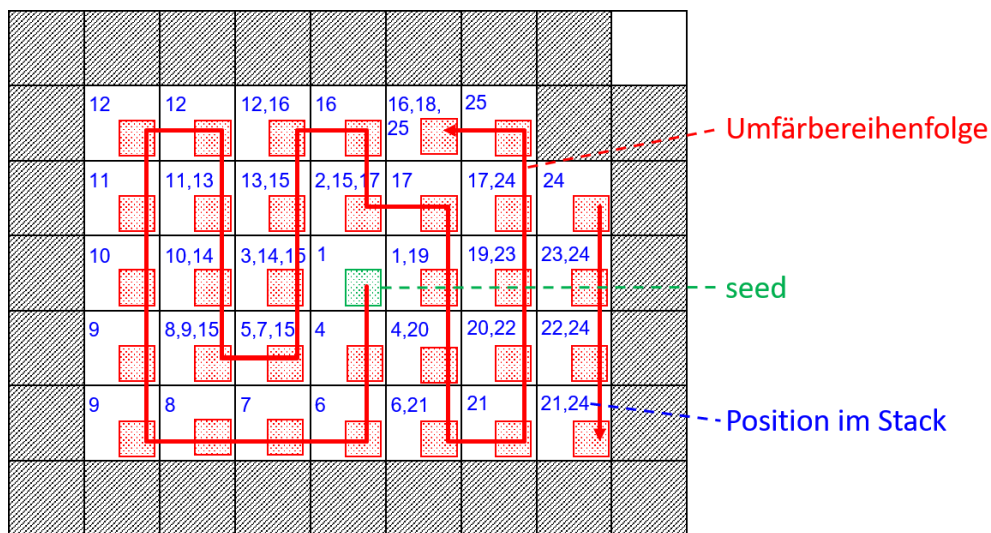 12 12 12,16 16 16,18, 25
25
Umfärbereihenfolge
11 11,13 13,15 2,15,17 17 17,24 24
10 10,14 3,14,15 1 1,19 19,23 23,24
seed
9 8,9,15 5,7,15 4 4,20 20,22 22,24
9 8 7 6 6,21 21 21,24
Position im Stack